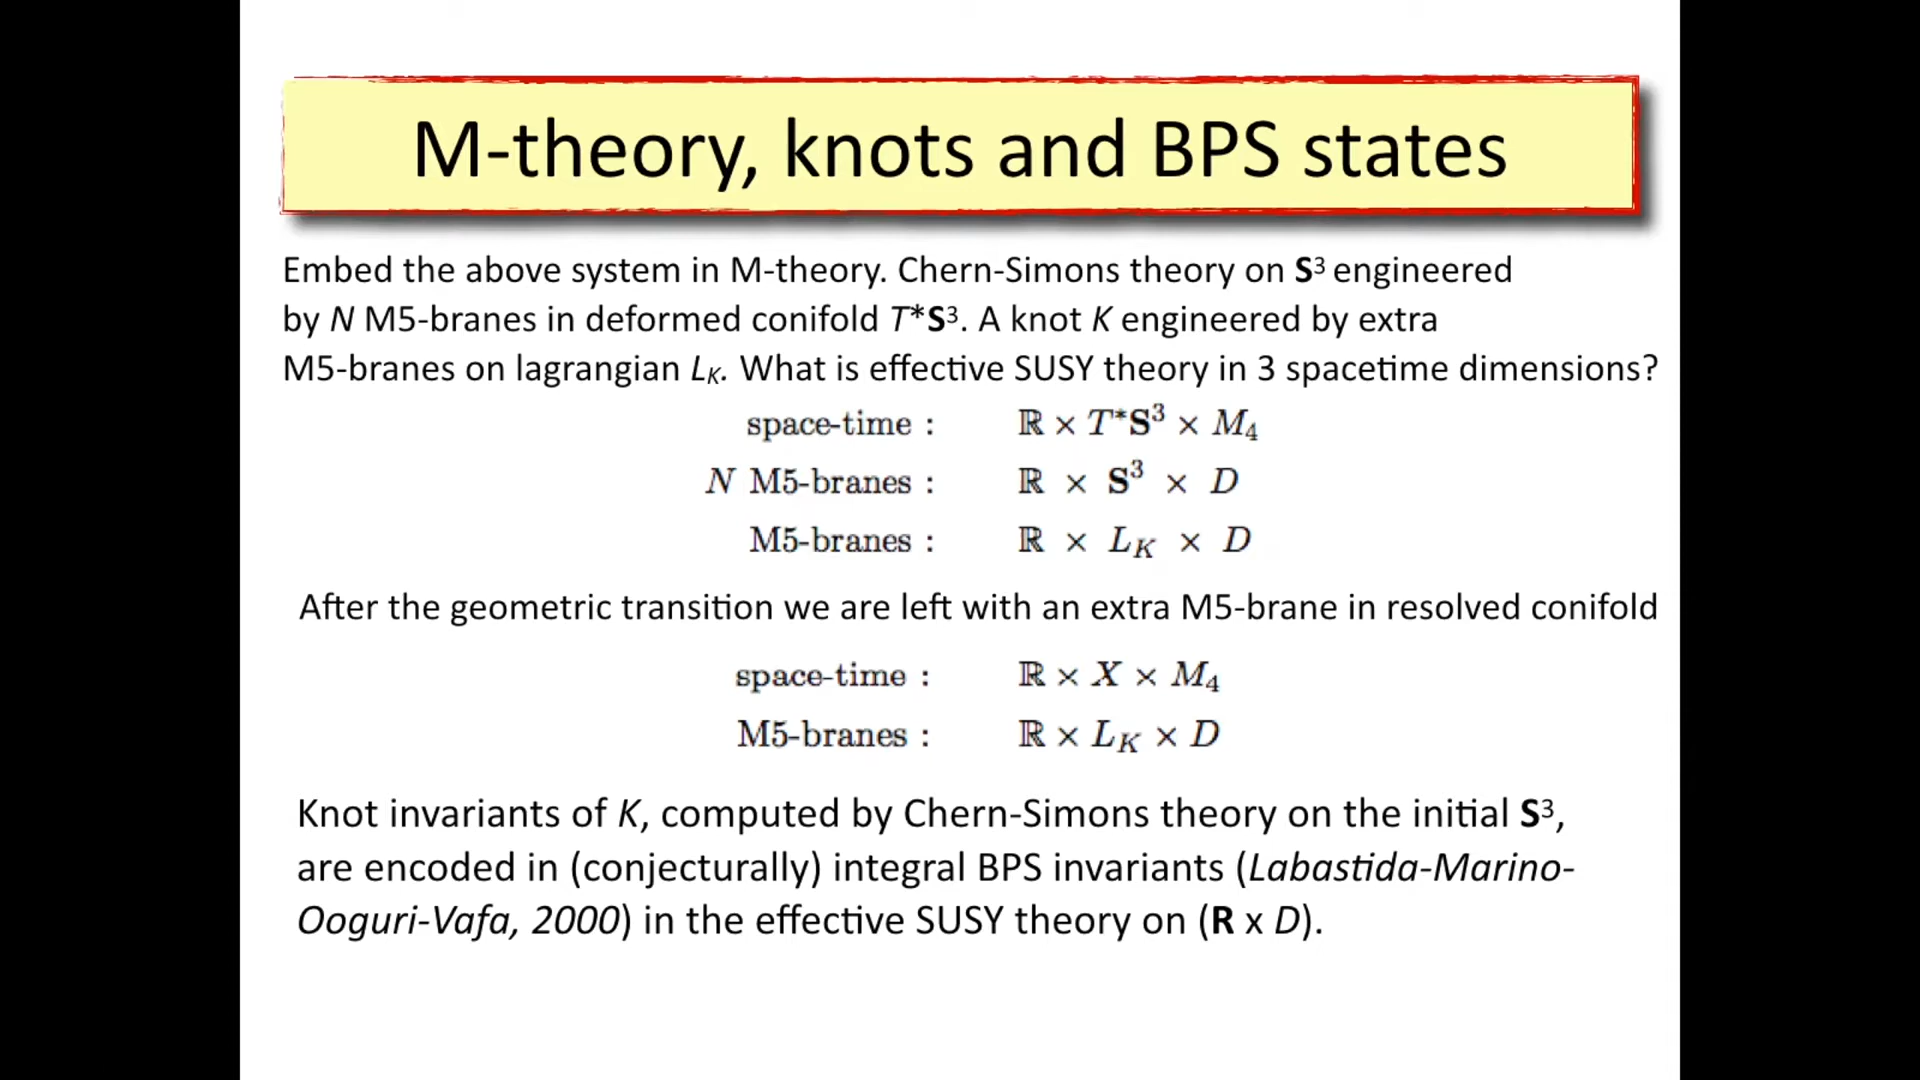 M-theory, knots and BPS states
Embed the above system in M-theory. Chern-Simons theory on S³ engineered
by N M5-branes in deformed conifold T*S³. A knot K engineered by extra
M5-branes on lagrangian L_K. What is effective SUSY theory in 3 spacetime dimensions?
space-time : ℝ × T*S³ × M₄
N M5-branes : ℝ × S³ × D
M5-branes : ℝ × L_K × D
After the geometric transition we are left with an extra M5-brane in resolved conifold
space-time : ℝ × X × M₄
M5-branes : ℝ × L_K × D
Knot invariants of K, computed by Chern-Simons theory on the initial S³,
are encoded in (conjecturally) integral BPS invariants (Labastida-Marino-
Ooguri-Vafa, 2000) in the effective SUSY theory on (R x D).